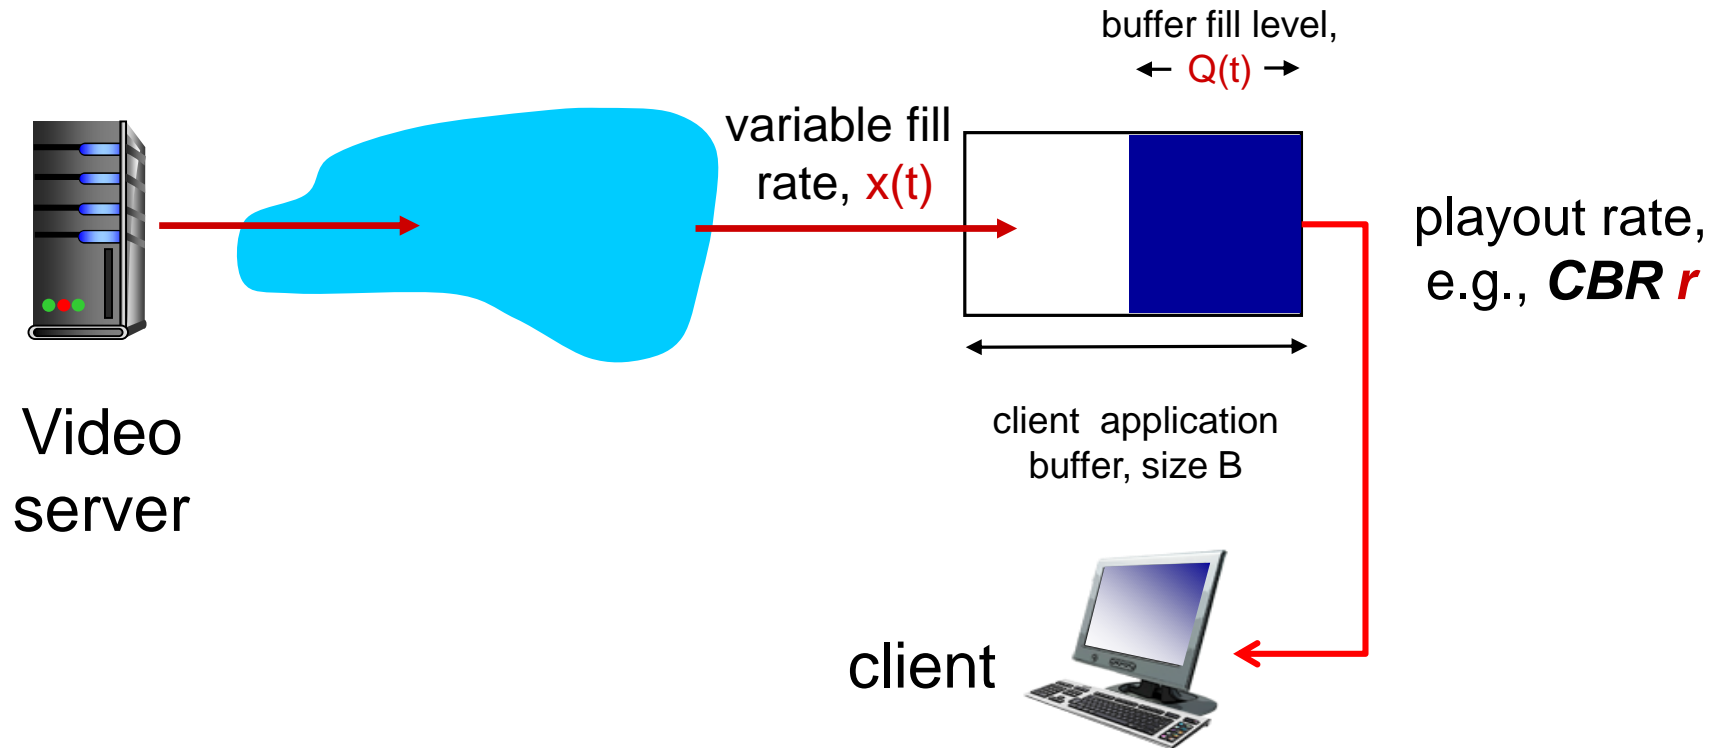 buffer fill level,
Q(t)
variable fill
rate, x(t)
playout rate,
e.g., CBR r
client application
buffer, size B
Video
server
client